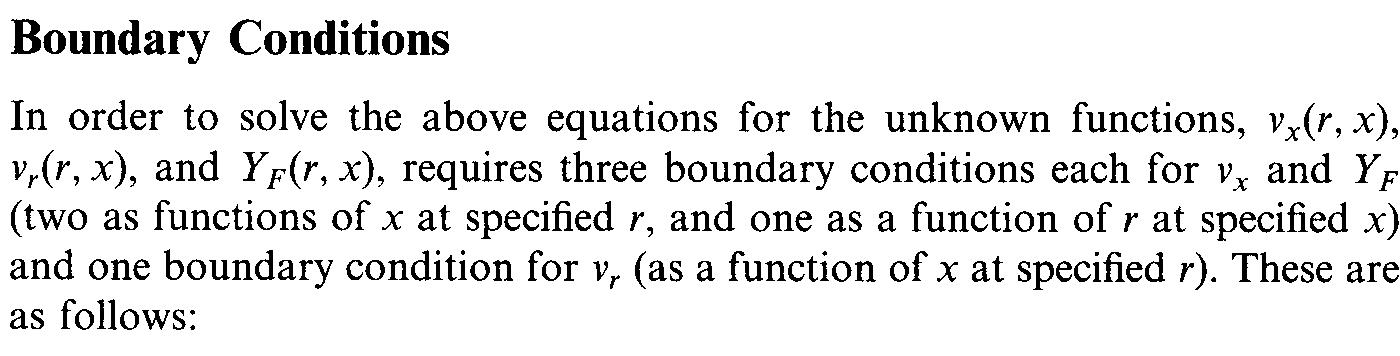 Boundary Conditions
In order to solve the above equations for the unknown functions, vₓ(r, x),
vᵣ(r, x), and Y_F(r, x), requires three boundary conditions each for vₓ and Y_F
(two as functions of x at specified r, and one as a function of r at specified x)
and one boundary condition for vᵣ (as a function of x at specified r). These are
as follows: